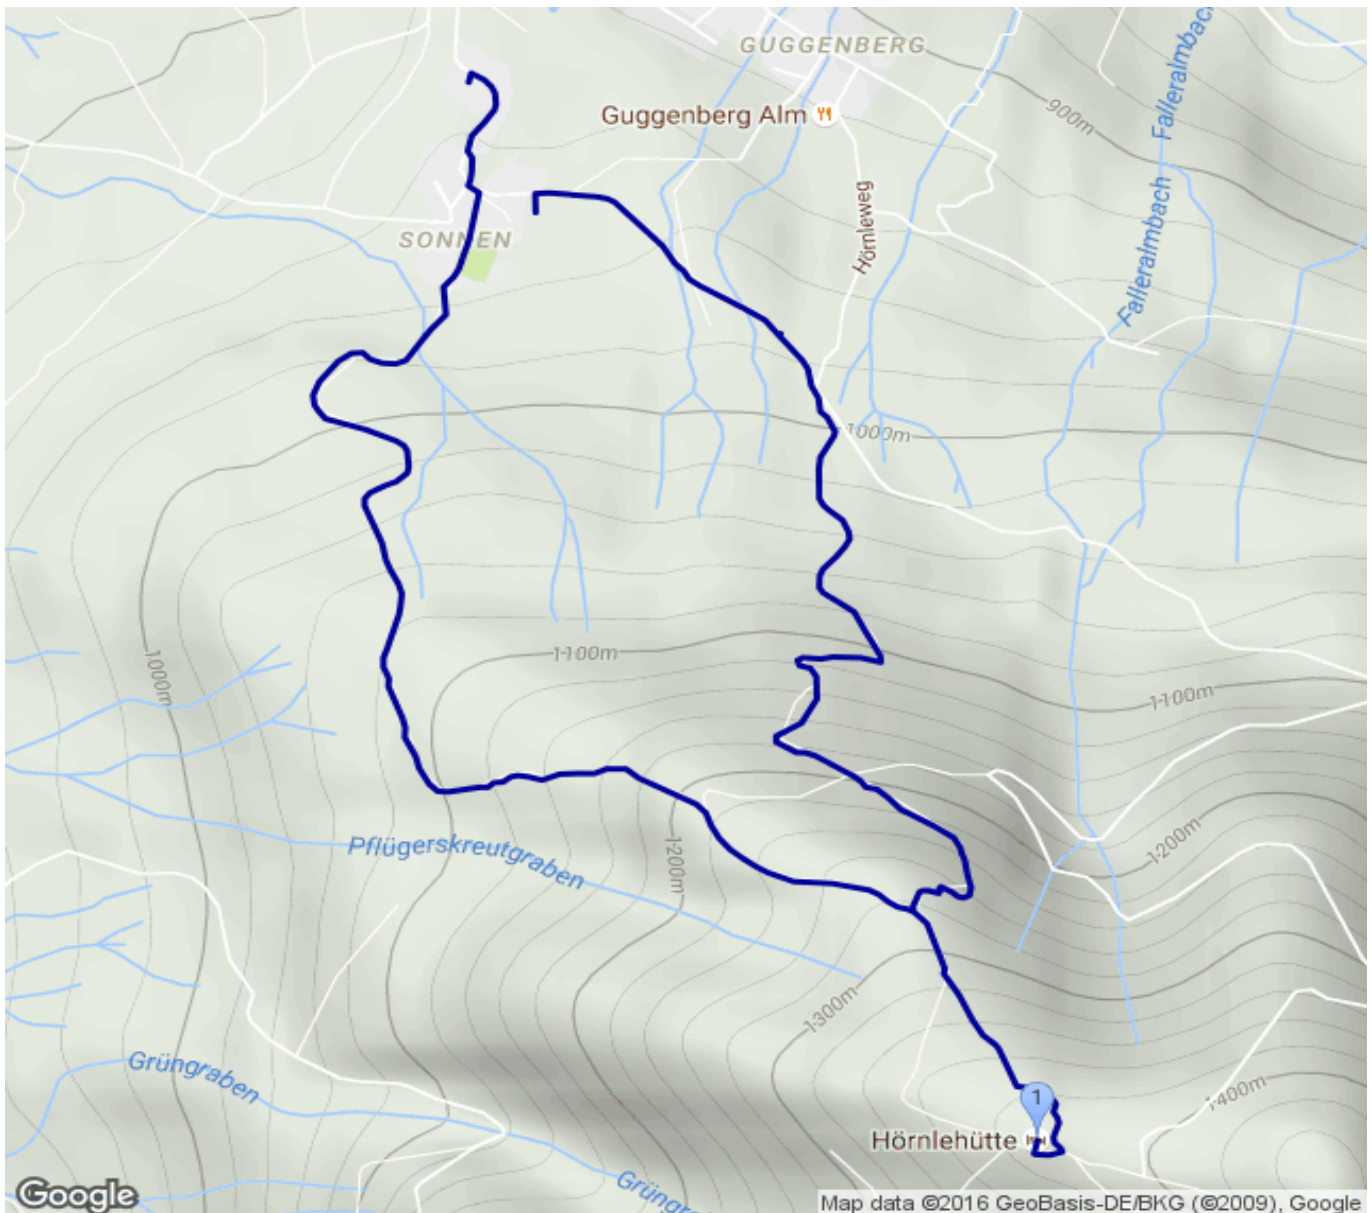 GUGGENBERG
Guggenberg Alm
Falleralmbach
900m
Falleralmbach
Hörnleweg
SONNEN
1000m
1100m
1000m
1100m
1200m
1200m
Pflügerskreutgraben
1300m
Grüngraben
1400m
1
Hörnlehütte
Grüngra
Google
Map data ©2016 GeoBasis-DE/BKG (©2009), Google